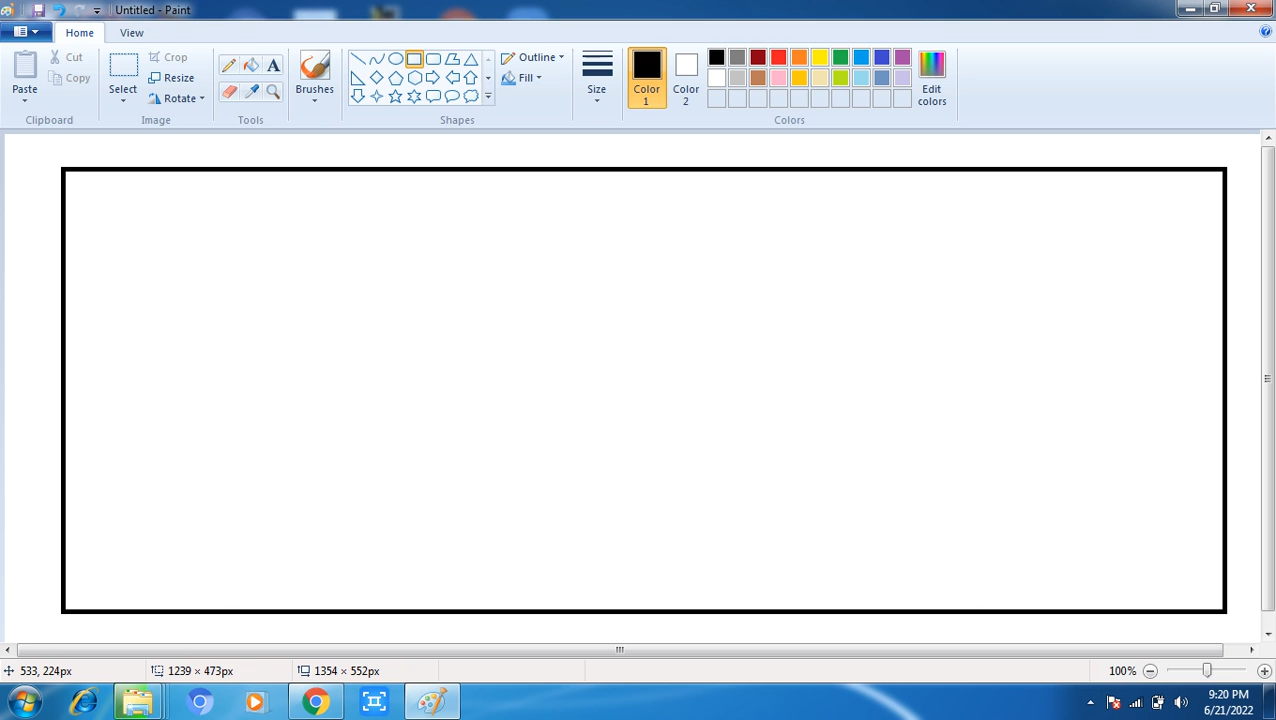 Untitled - Paint
Home View
Paste
Cut
Copy
Clipboard
Select
Crop
Resize
Rotate
Image
A
Tools
Brushes
Outline
Fill
Shapes
Size
Color 1
Color 2
Edit colors
Colors
533, 224px 1239 × 473px 1354 × 552px 100%
9:20 PM
6/21/2022